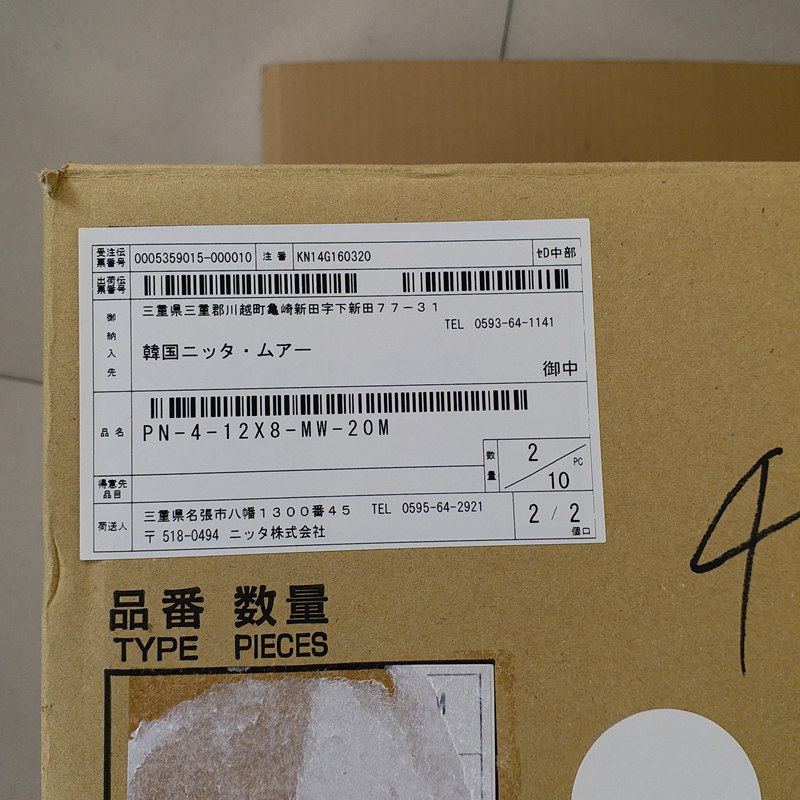 受注伝票番号 0005359015-000010 注番 KN14G160320 ｾD中部
出荷伝票番号
御納入先 三重県三重郡川越町亀崎新田字下新田７７－３１
TEL 0593-64-1141
韓国ニッタ・ムアー
御中
品名 PN-4-12X8-MW-20M
数量 2/10 PC
得意先品目
荷送人 三重県名張市八幡１３００番４５ TEL 0595-64-2921
〒518-0494 ニッタ株式会社
2 / 2 個口
品番 数量
TYPE PIECES
4